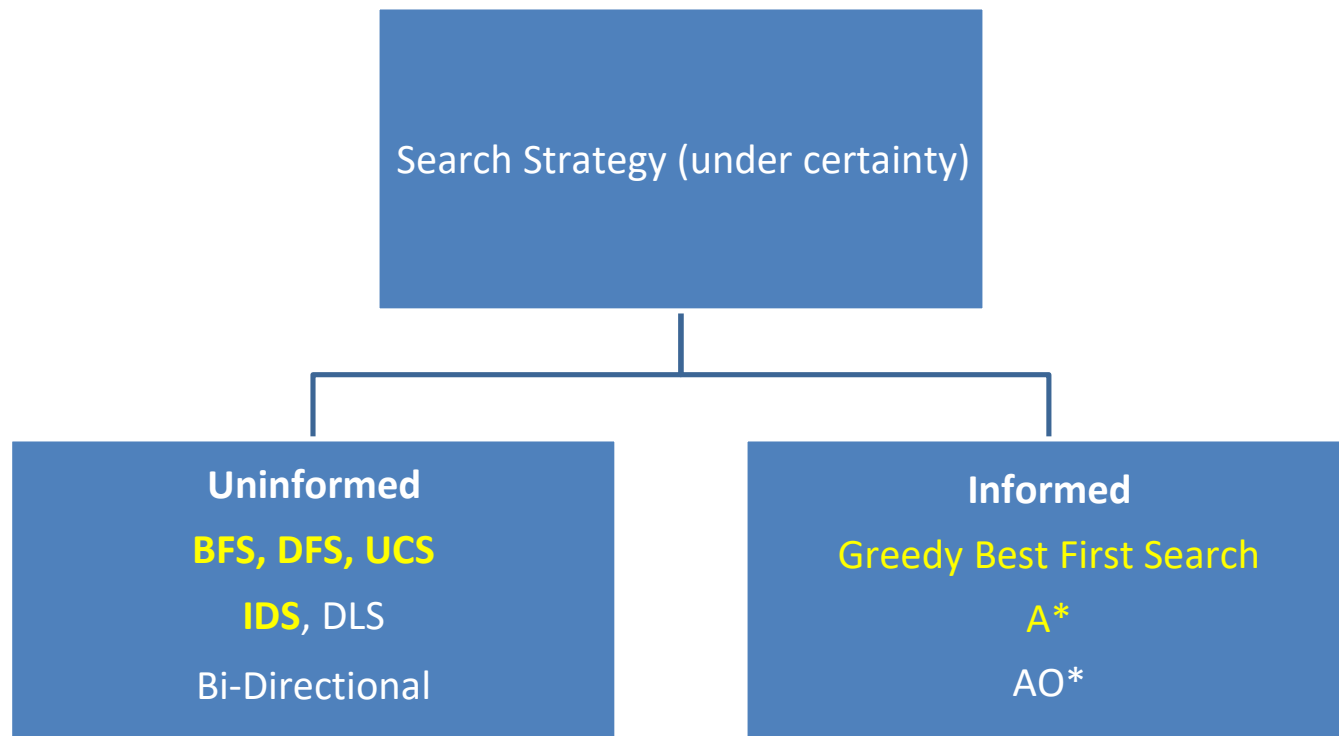 Search Strategy (under certainty)
Uninformed
BFS, DFS, UCS
IDS, DLS
Bi-Directional
Informed
Greedy Best First Search
A*
AO*